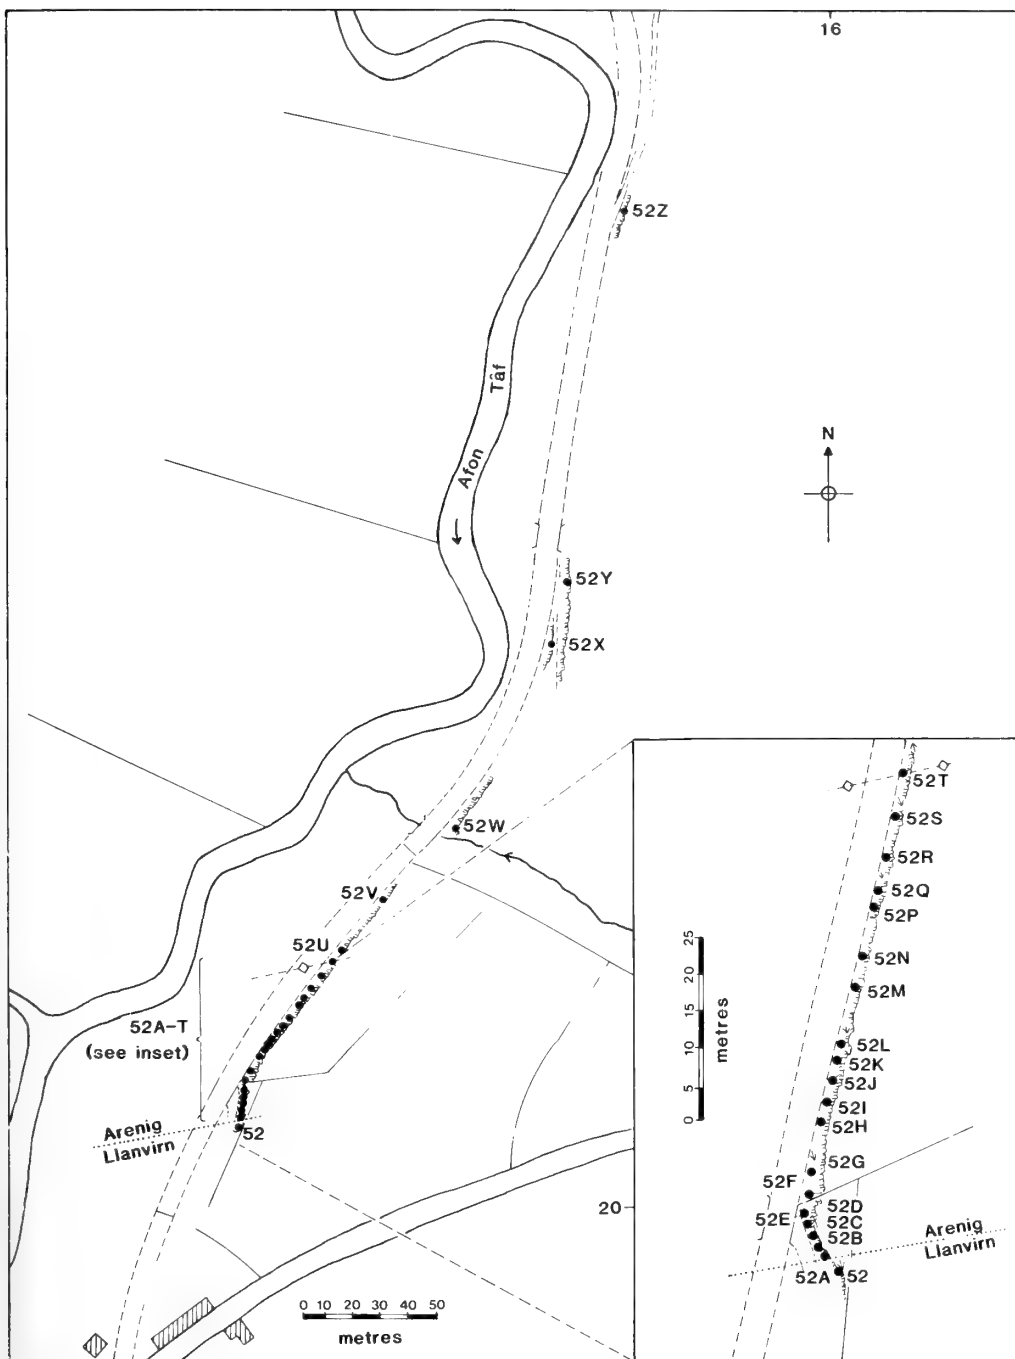 16
52Z
N
Afon Tâf
52Y
52X
52W
52V
52U
52A-T
(see inset)
Arenig
Llanvirn
52
20
0 10 20 30 40 50
metres
52T
52S
52R
52Q
52P
52N
52M
52L
52K
52J
52I
52H
52G
52F
52D
52E
52C
52B
52A
52
Arenig
Llanvirn
25
20
15
10
5
0
metres